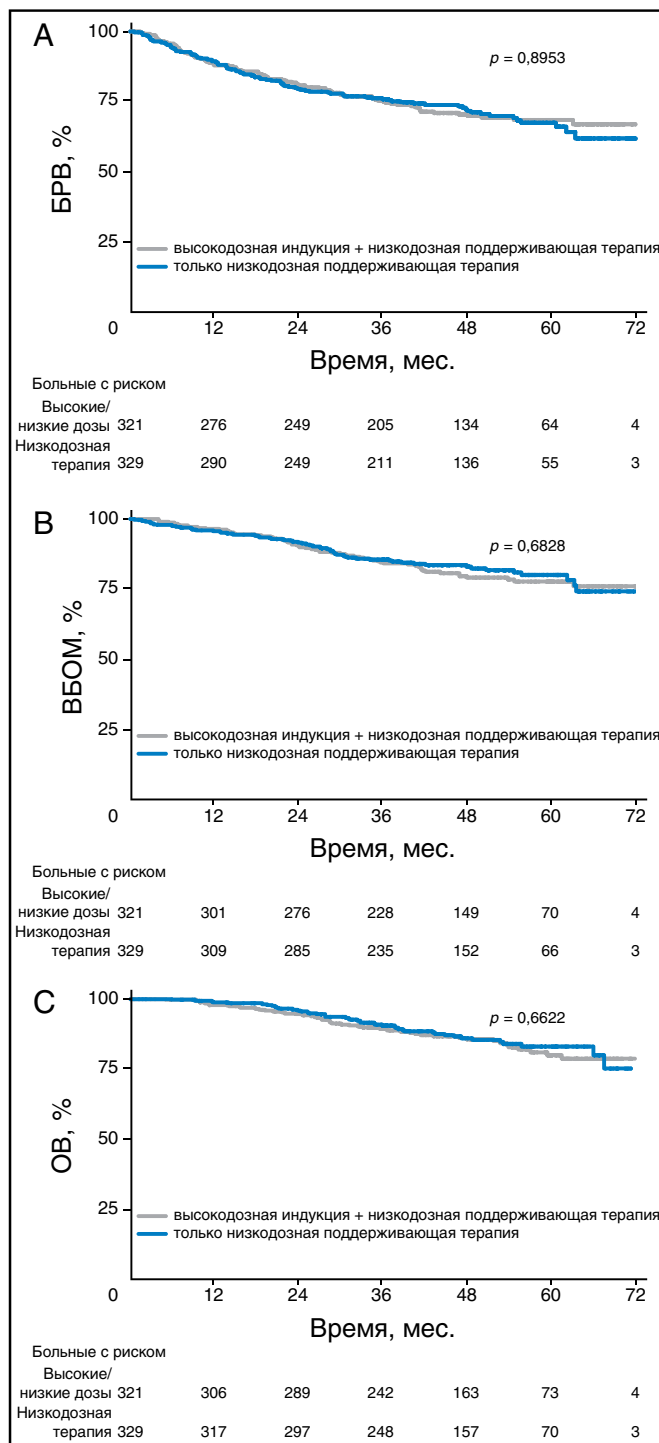 A
100
75
50
25
0
БРВ, %
p = 0,8953
высокодозная индукция + низкодозная поддерживающая терапия
только низкодозная поддерживающая терапия
12 24 36 48 60 72
Время, мес.
Больные с риском
Высокие/
низкие дозы 321 276 249 205 134 64 4
Низкодозная
терапия 329 290 249 211 136 55 3
B
100
75
50
25
0
ВБОМ, %
p = 0,6828
высокодозная индукция + низкодозная поддерживающая терапия
только низкодозная поддерживающая терапия
12 24 36 48 60 72
Время, мес.
Больные с риском
Высокие/
низкие дозы 321 301 276 228 149 70 4
Низкодозная
терапия 329 309 285 235 152 66 3
C
100
75
50
25
0
ОВ, %
p = 0,6622
высокодозная индукция + низкодозная поддерживающая терапия
только низкодозная поддерживающая терапия
12 24 36 48 60 72
Время, мес.
Больные с риском
Высокие/
низкие дозы 321 306 289 242 163 73 4
Низкодозная
терапия 329 317 297 248 157 70 3